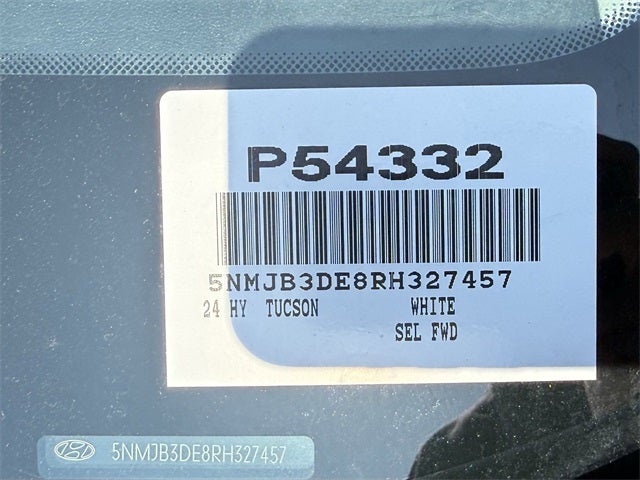 P54332
5NMJB3DE8RH327457
24 HY TUCSON WHITE
SEL FWD
5NMJB3DE8RH327457